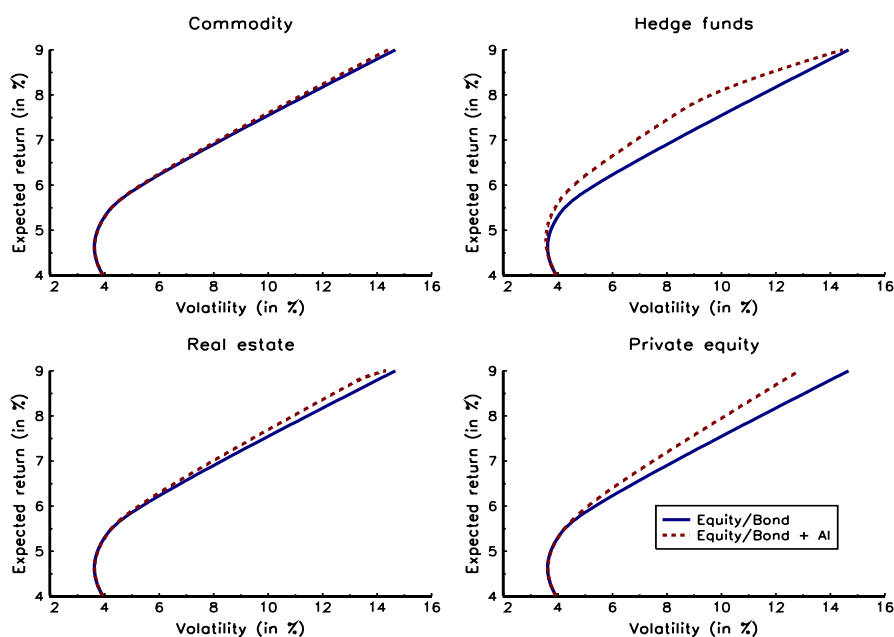 Commodity
Expected return (in %)
9
8
7
6
5
4
2 4 6 8 10 12 14 16
Volatility (in %)
Hedge funds
Expected return (in %)
9
8
7
6
5
4
2 4 6 8 10 12 14 16
Volatility (in %)
Real estate
Expected return (in %)
9
8
7
6
5
4
2 4 6 8 10 12 14 16
Volatility (in %)
Private equity
Expected return (in %)
9
8
7
6
5
4
Equity/Bond
Equity/Bond + AI
2 4 6 8 10 12 14 16
Volatility (in %)